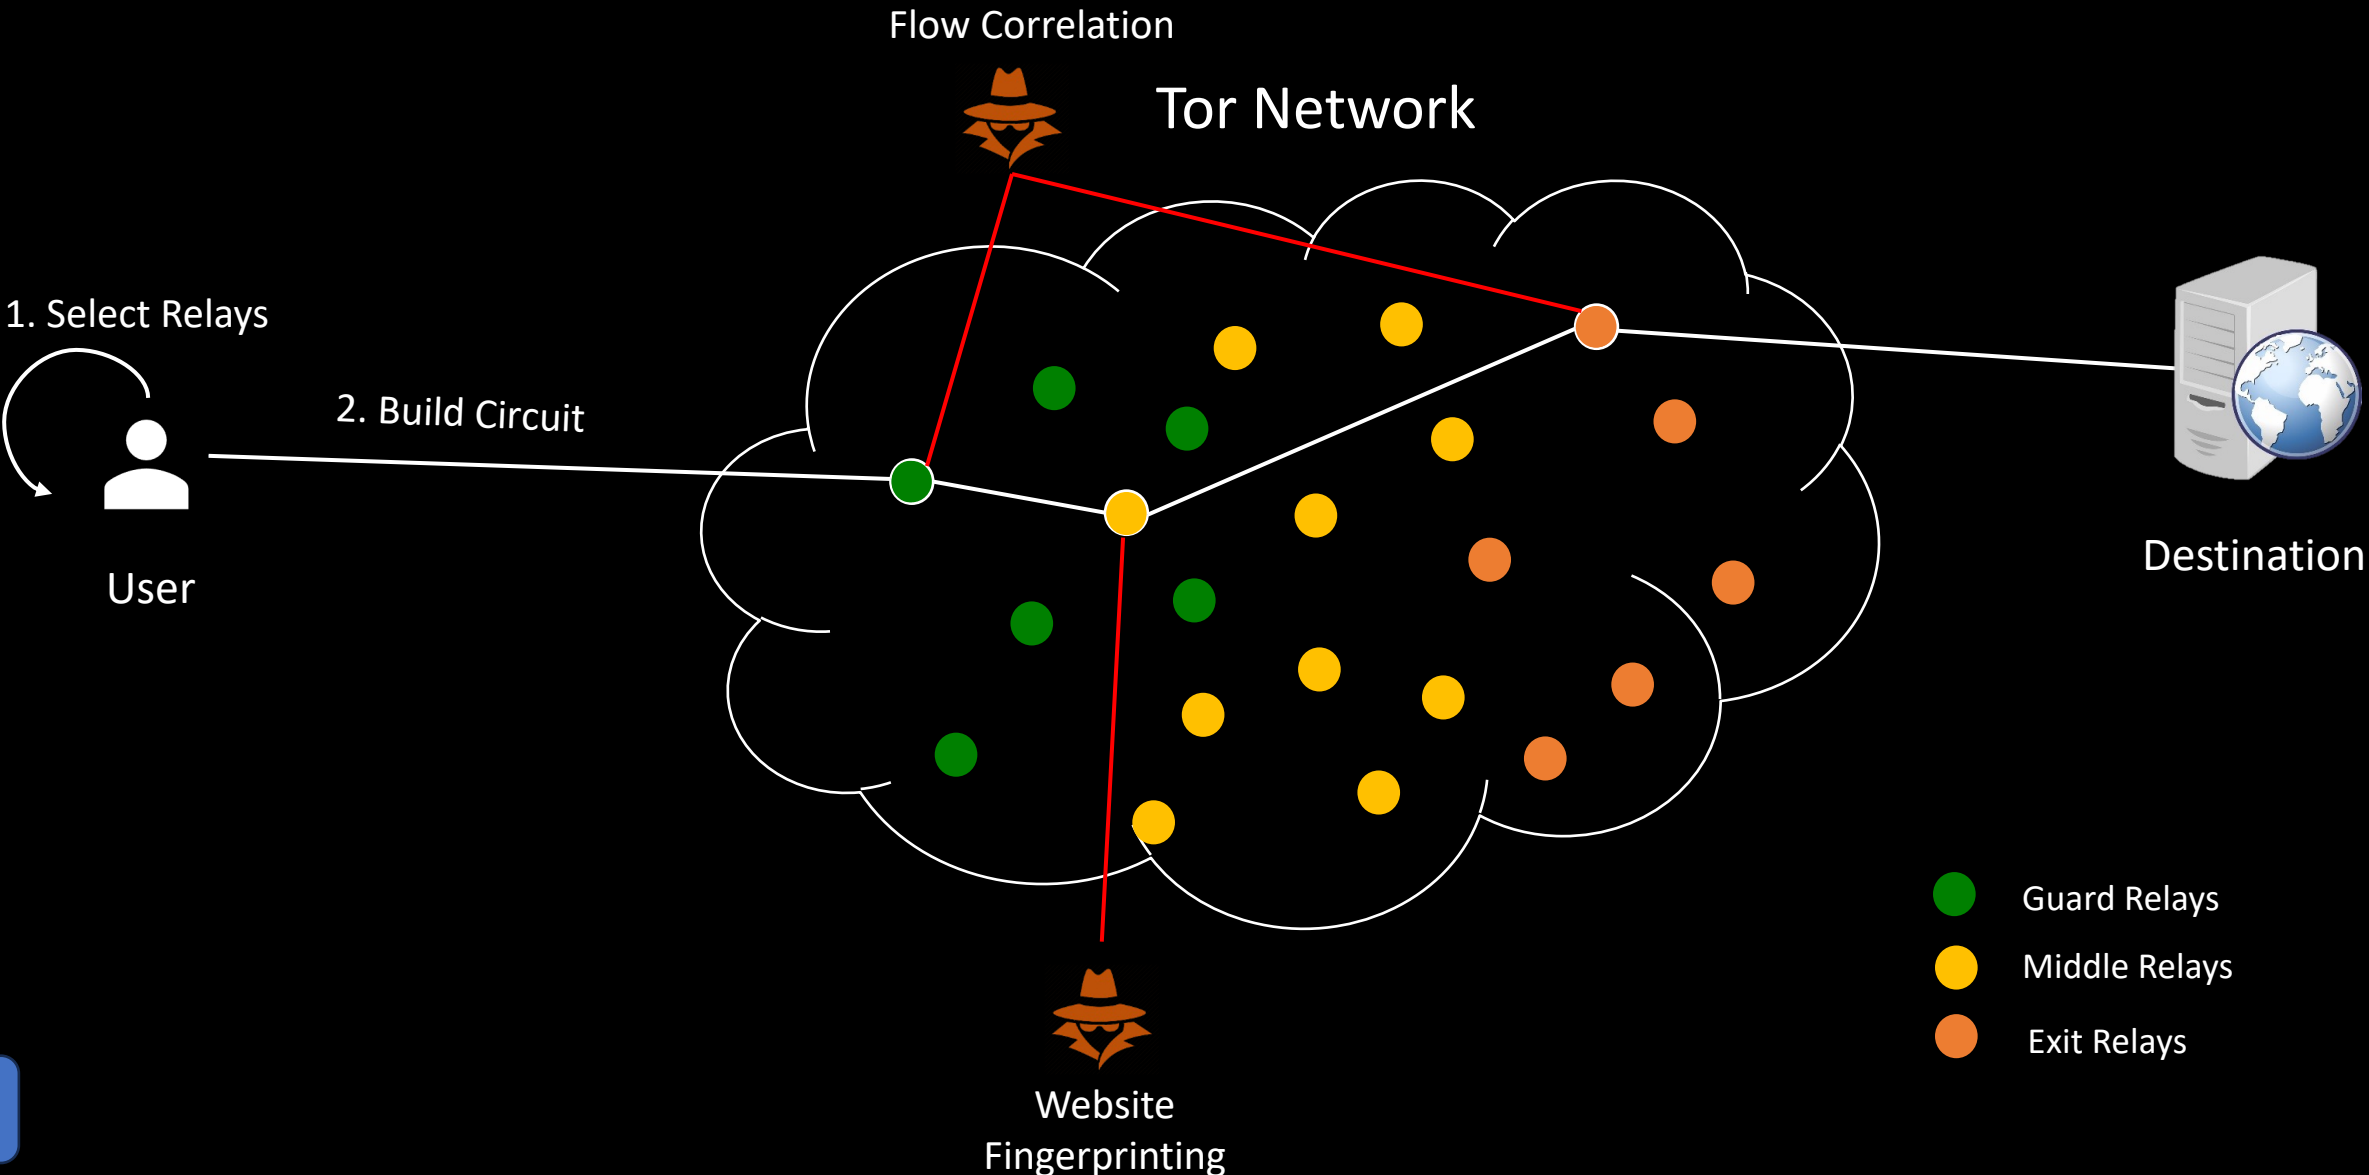 Flow Correlation
Tor Network
1. Select Relays
2. Build Circuit
User
Destination
Guard Relays
Middle Relays
Exit Relays
Website
Fingerprinting